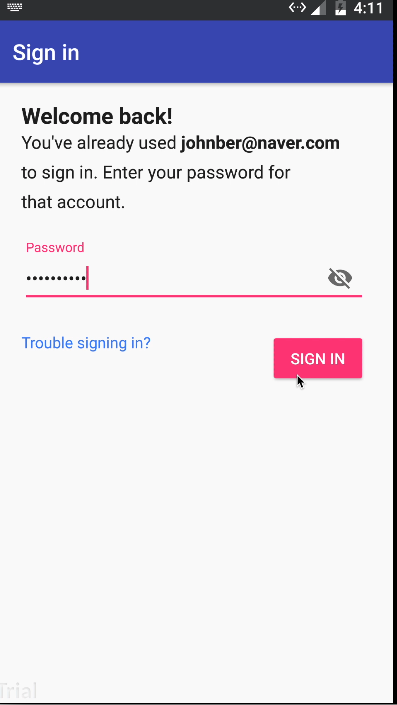 4:11
Sign in
Welcome back!
You've already used johnber@naver.com
to sign in. Enter your password for
that account.
Password
••••••••••
Trouble signing in?
SIGN IN
Trial